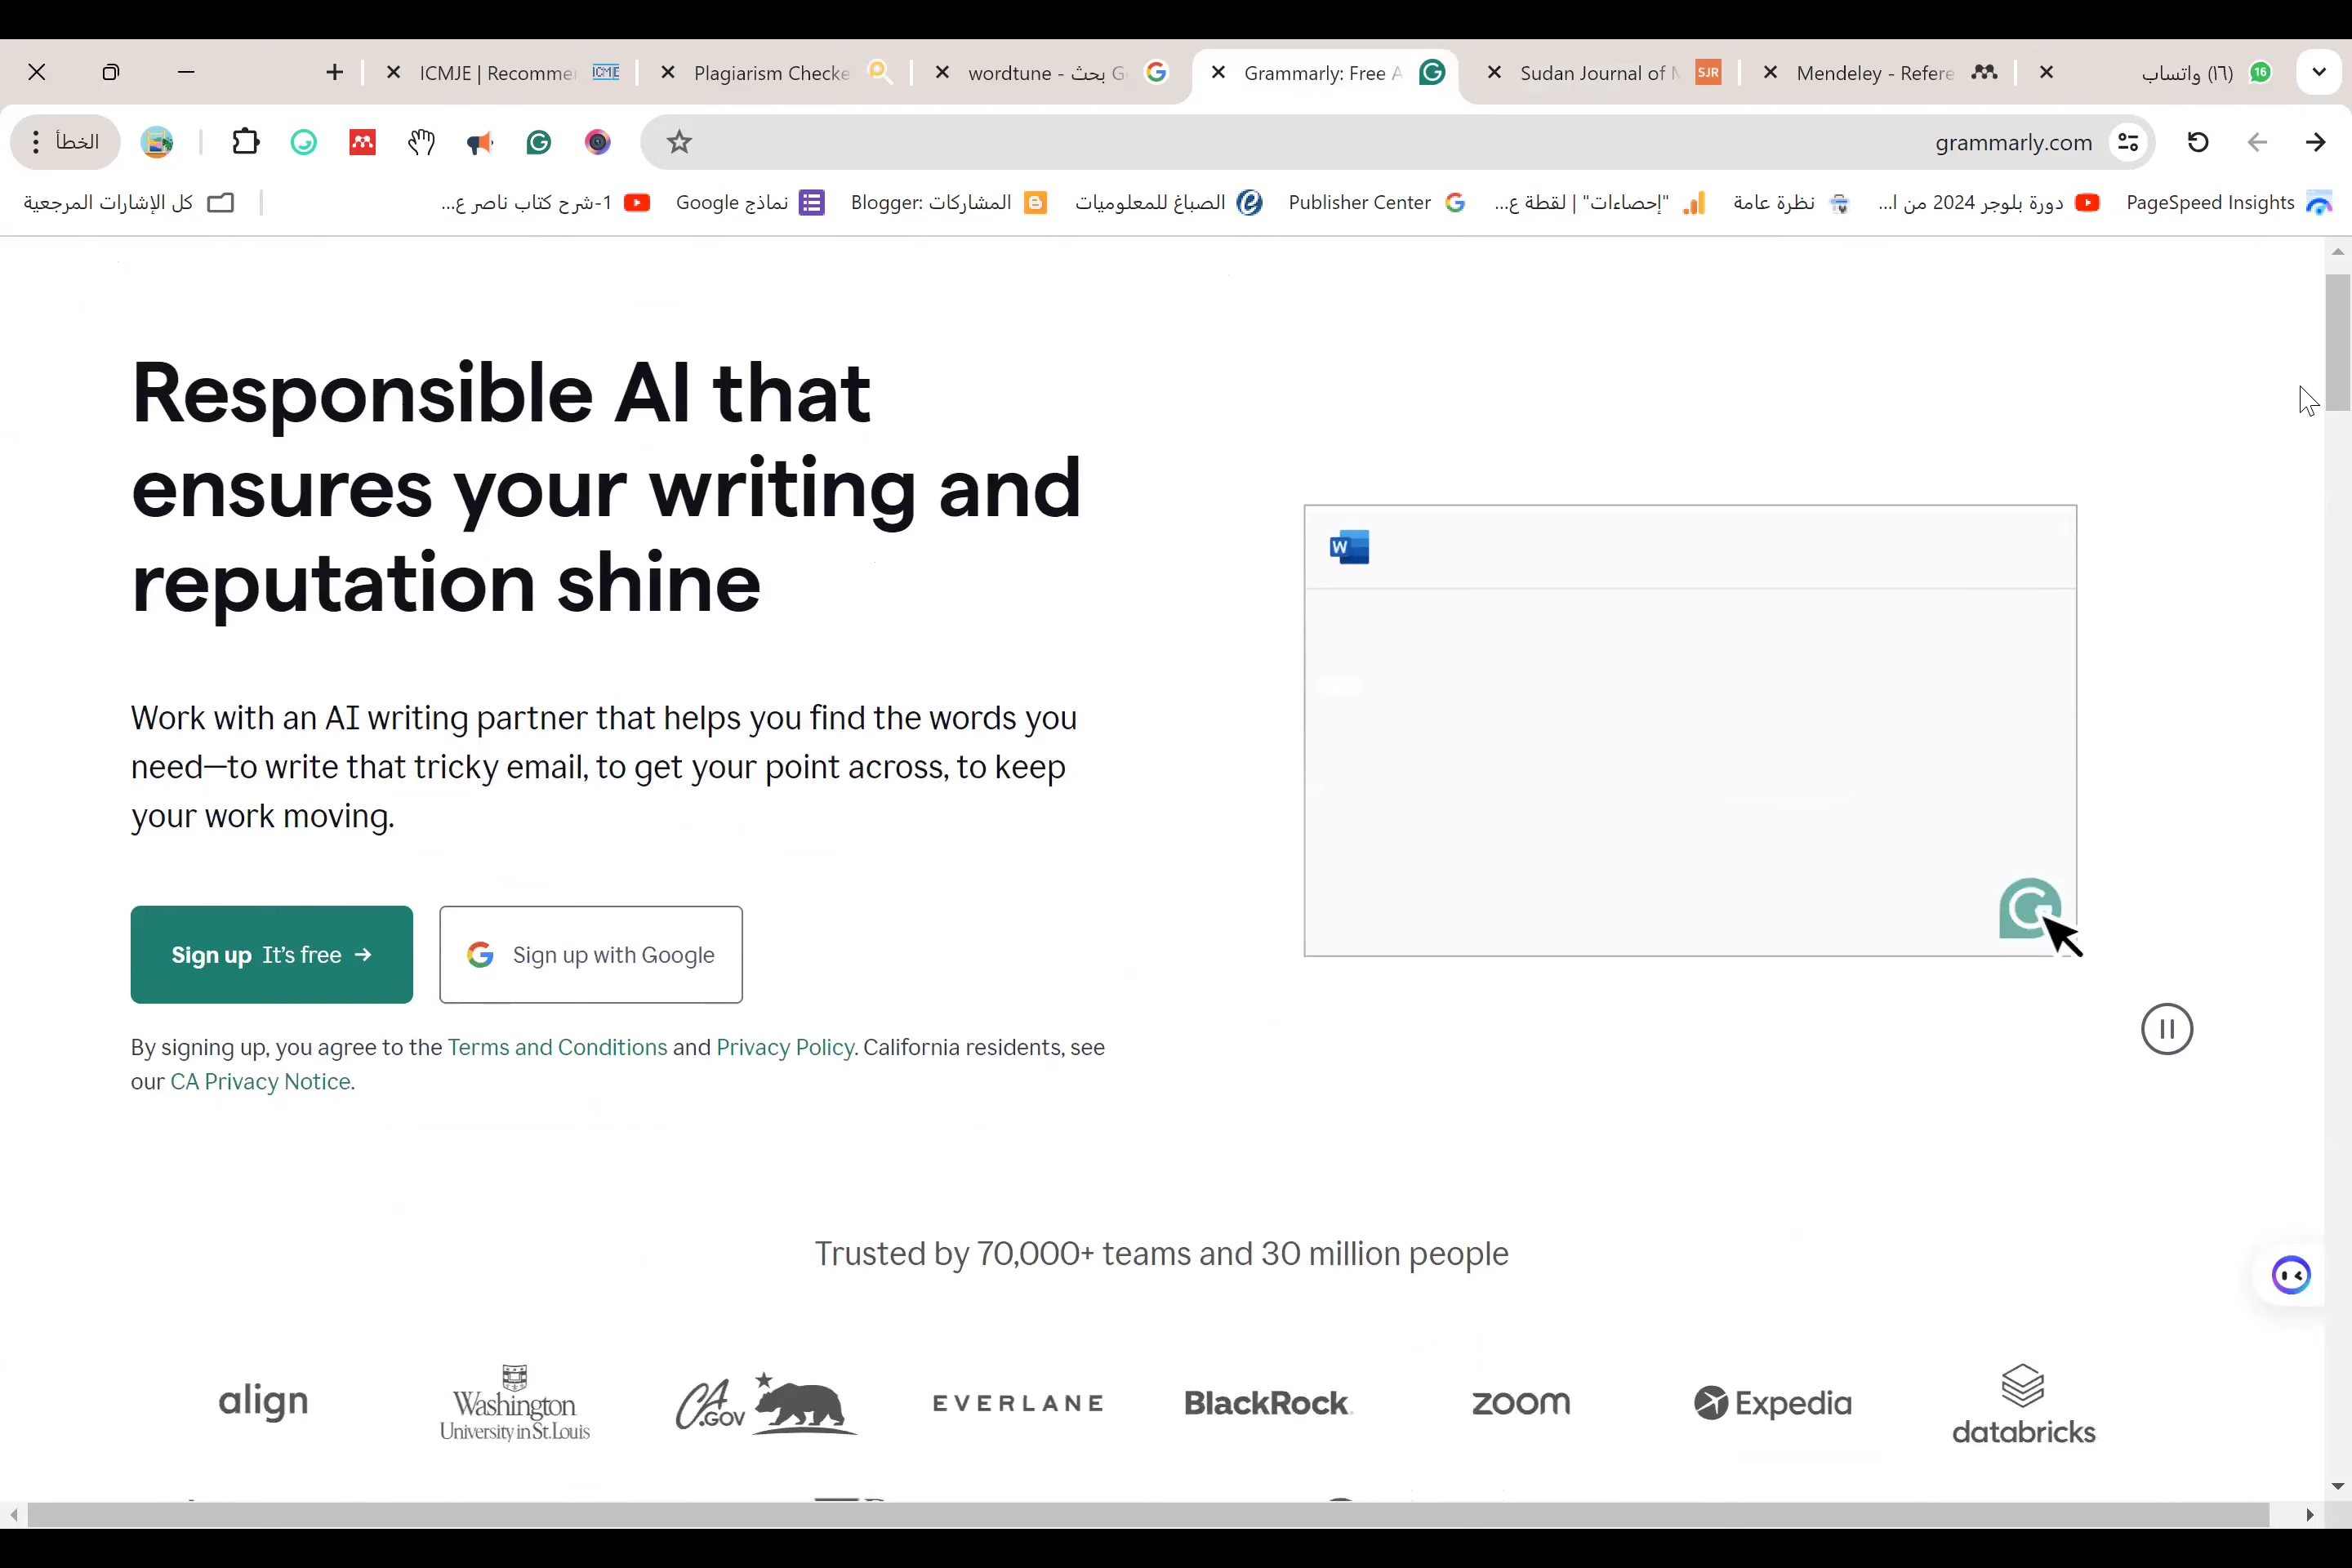 ICMJE | Recomme
Plagiarism Checke
wordtune - بحث G
Grammarly: Free A
Sudan Journal of M
SJR
Mendeley - Refere
(١٦) واتساب
16
الخطأ
grammarly.com
كل الإشارات المرجعية
1-شرح كتاب ناصر ع...
نماذج Google
Blogger: المشاركات
الصباغ للمعلوميات
Publisher Center
"إحصاءات" | لقطة ع...
نظرة عامة
دورة بلوجر 2024 من ا...
PageSpeed Insights
Responsible AI that
ensures your writing and
reputation shine
Work with an AI writing partner that helps you find the words you
need—to write that tricky email, to get your point across, to keep
your work moving.
Sign up It's free →
Sign up with Google
By signing up, you agree to the Terms and Conditions and Privacy Policy. California residents, see
our CA Privacy Notice.
W
Trusted by 70,000+ teams and 30 million people
align
Washington
University in St. Louis
CA.GOV
EVERLANE
BlackRock.
zoom
Expedia
databricks